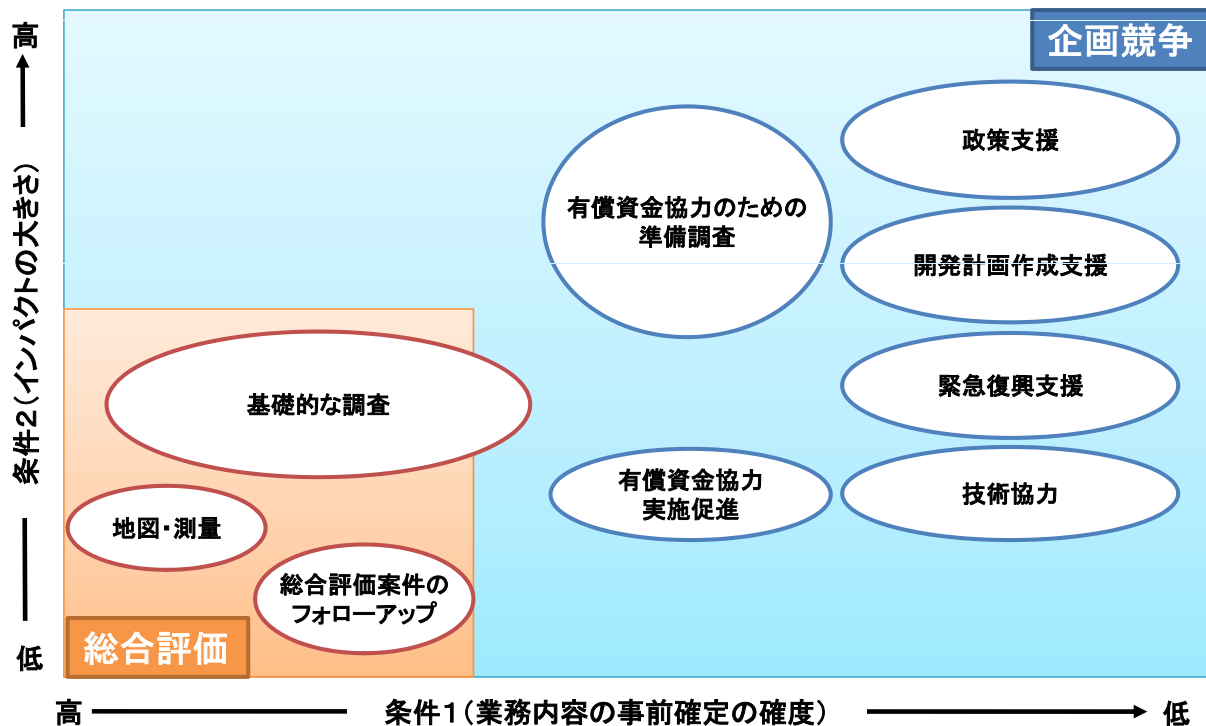 高
企画競争
政策支援
有償資金協力のための
準備調査
開発計画作成支援
条件２（インパクトの大きさ）
緊急復興支援
基礎的な調査
有償資金協力
実施促進
技術協力
地図・測量
総合評価案件の
フォローアップ
総合評価
低
高
条件１（業務内容の事前確定の確度）
低